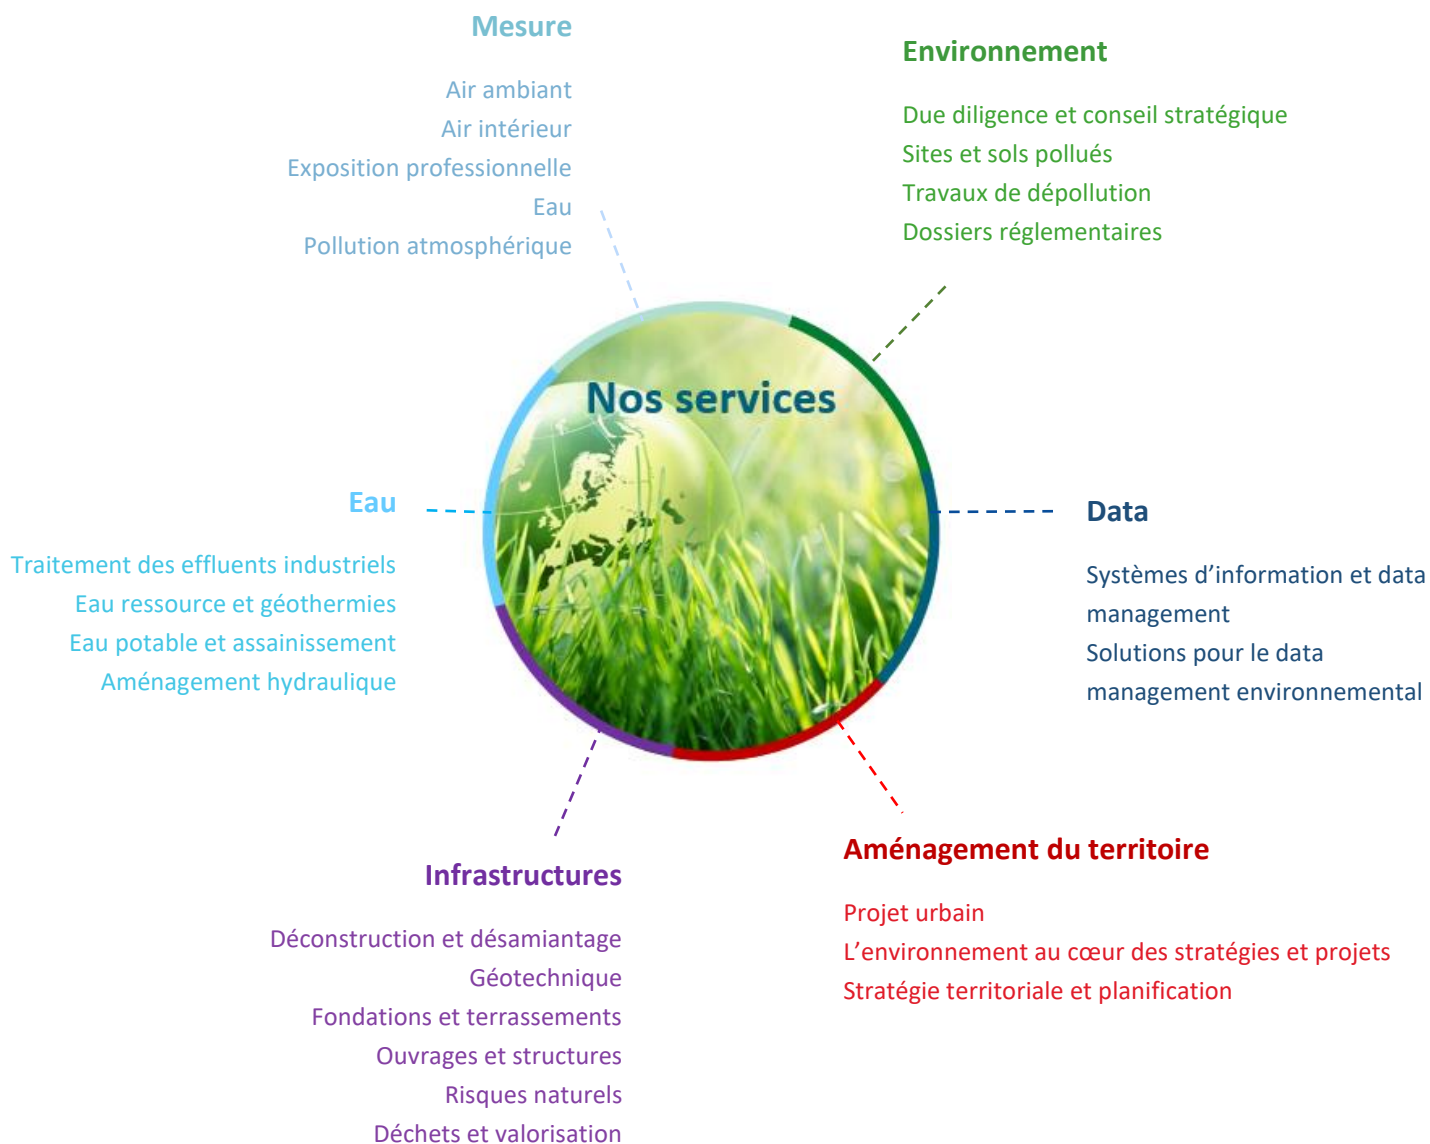 Mesure
Air ambiant
Air intérieur
Exposition professionnelle
Eau
Pollution atmosphérique
Environnement
Due diligence et conseil stratégique
Sites et sols pollués
Travaux de dépollution
Dossiers réglementaires
Nos services
Eau
Traitement des effluents industriels
Eau ressource et géothermies
Eau potable et assainissement
Aménagement hydraulique
Data
Systèmes d’information et data
management
Solutions pour le data
management environnemental
Infrastructures
Déconstruction et désamiantage
Géotechnique
Fondations et terrassements
Ouvrages et structures
Risques naturels
Déchets et valorisation
Aménagement du territoire
Projet urbain
L’environnement au cœur des stratégies et projets
Stratégie territoriale et planification